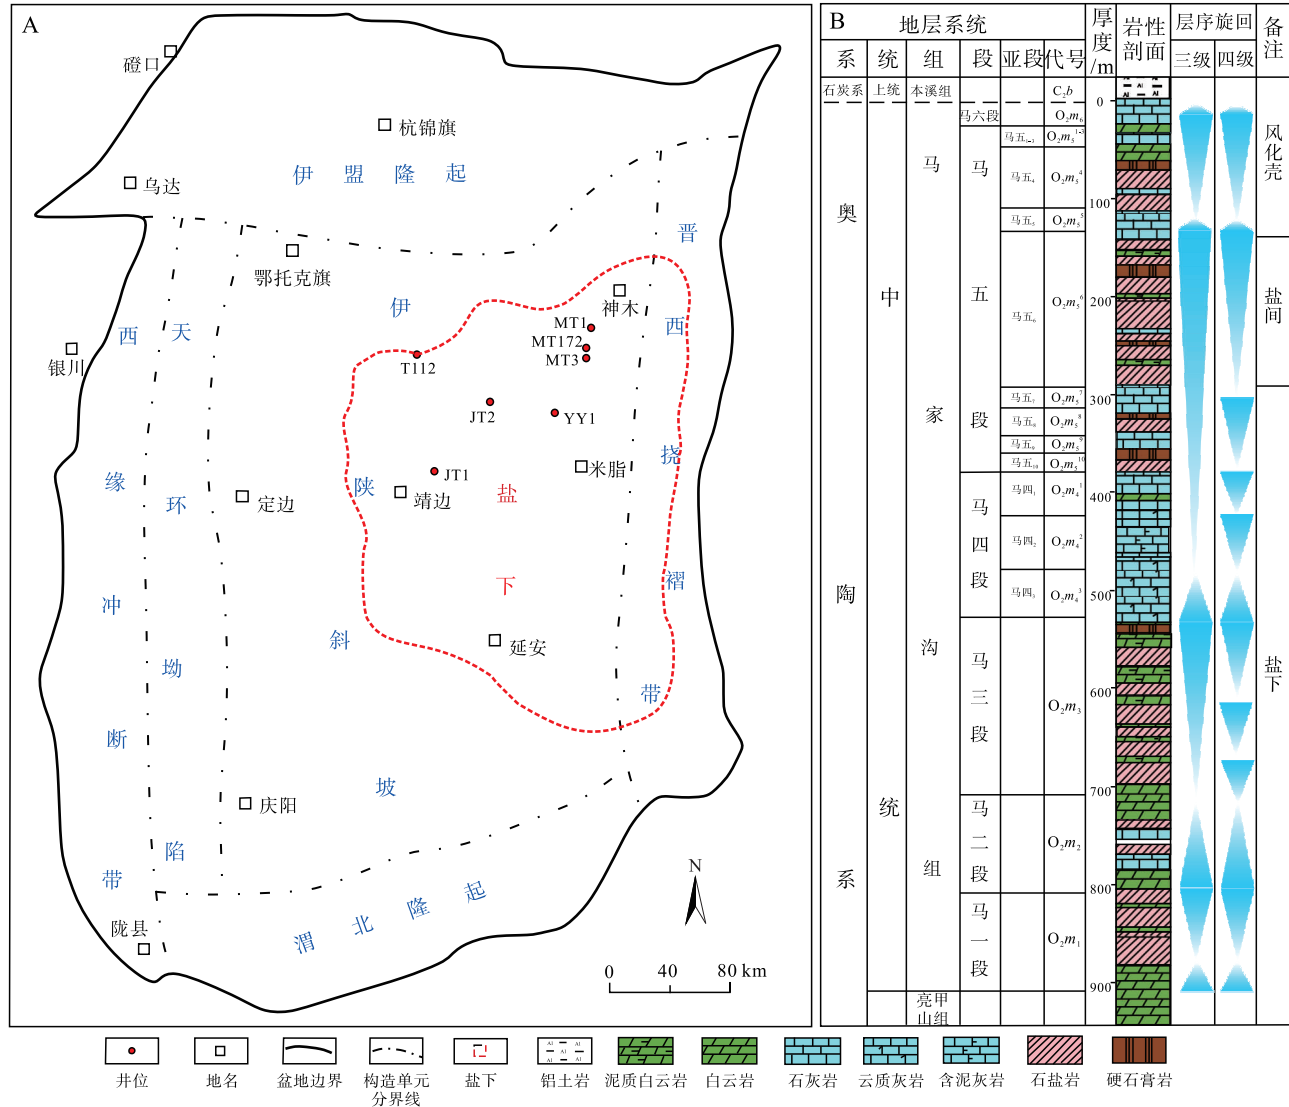 A
磴口
杭锦旗
伊盟隆起
乌达
鄂托克旗
晋西挠褶带
神木
伊陕斜坡
西缘冲断带
天环坳陷
银川
MT1
MT172
MT3
T112
JT2
YY1
JT1
米脂
靖边
定边
盐下
延安
庆阳
陇县
渭北隆起
N
0 40 80 km
B
地层系统
厚度/m
岩性剖面
层序旋回
备注
系 统 组 段 亚段 代号
三级 四级
石炭系 上统 本溪组 C₂b
奥陶系
中统
马家沟组
马六段 O₂m₆
马五段
马五₁₋₃ O₂m₅¹⁻³
马五₄ O₂m₅⁴
马五₅ O₂m₅⁵
马五₆ O₂m₅⁶
马五₇ O₂m₅⁷
马五₈ O₂m₅⁸
马五₉ O₂m₅⁹
马五₁₀ O₂m₅¹⁰
马四段
马四₁ O₂m₄¹
马四₂ O₂m₄²
马四₃ O₂m₄³
马三段 O₂m₃
马二段 O₂m₂
马一段 O₂m₁
亮甲
山组
0
100
200
300
400
500
600
700
800
900
风化壳
盐间
盐下
井位
地名
盆地边界
构造单元
分界线
盐下
铝土岩
泥质白云岩
白云岩
石灰岩
云质灰岩
含泥灰岩
石盐岩
硬石膏岩